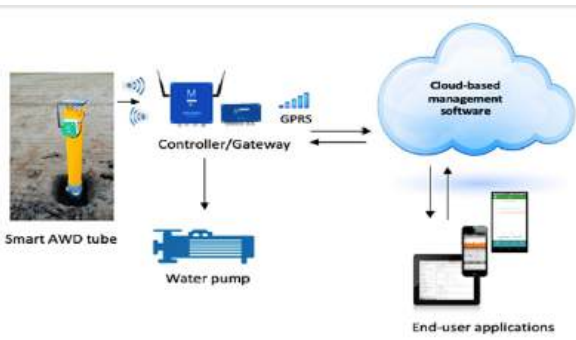 Cloud-based
management
software
M
GPRS
Controller/Gateway
Smart AWD tube
Water pump
End-user applications